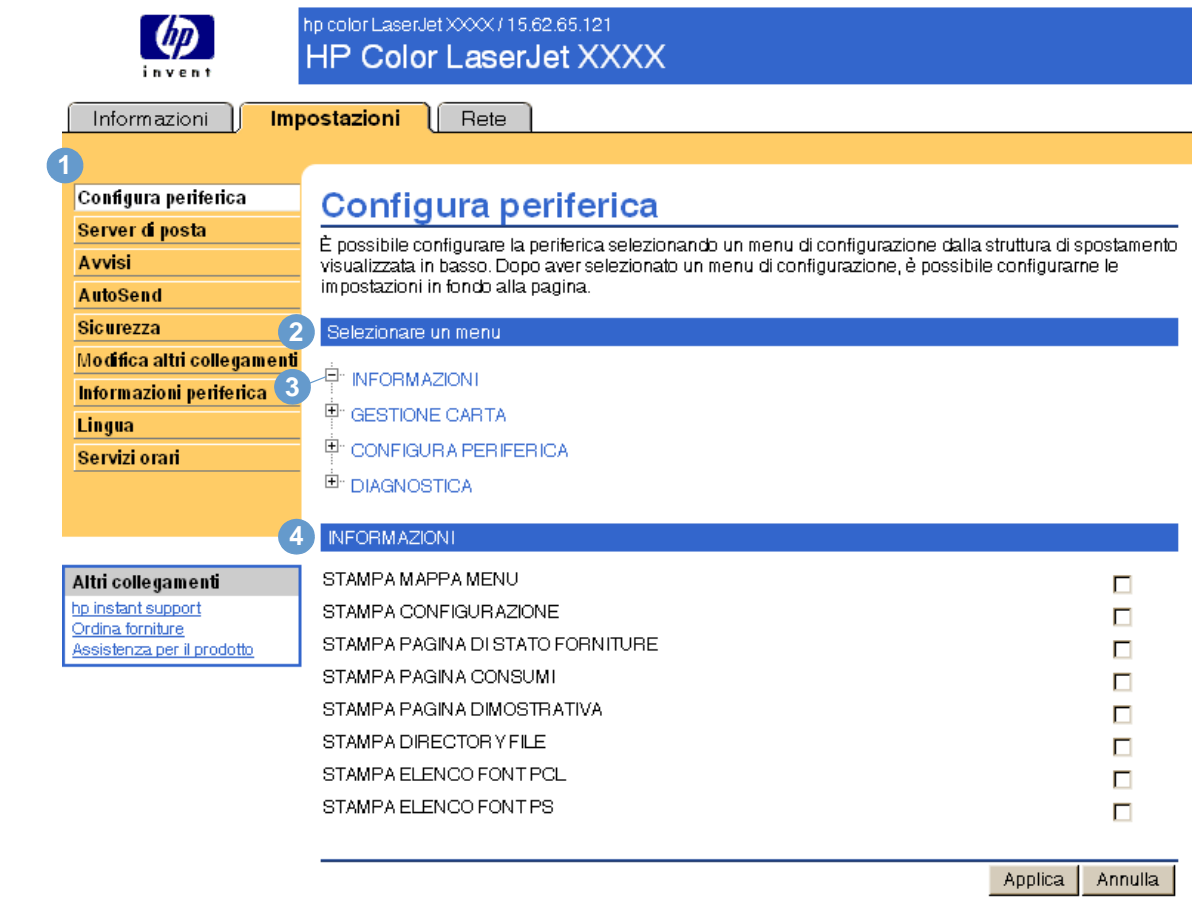 hp
invent
hp color LaserJet XXXX / 15.62.65.121
HP Color LaserJet XXXX
Informazioni
Impostazioni
Rete
1
Configura periferica
Server di posta
Avvisi
AutoSend
Sicurezza
Modifica altri collegamenti
Informazioni periferica
Lingua
Servizi orari
Altri collegamenti
hp instant support
Ordina forniture
Assistenza per il prodotto
Configura periferica
È possibile configurare la periferica selezionando un menu di configurazione dalla struttura di spostamento
visualizzata in basso. Dopo aver selezionato un menu di configurazione, è possibile configurarne le
impostazioni in fondo alla pagina.
2
Selezionare un menu
3
INFORMAZIONI
GESTIONE CARTA
CONFIGURA PERIFERICA
DIAGNOSTICA
4
INFORMAZIONI
STAMPA MAPPA MENU
STAMPA CONFIGURAZIONE
STAMPA PAGINA DI STATO FORNITURE
STAMPA PAGINA CONSUMI
STAMPA PAGINA DIMOSTRATIVA
STAMPA DIRECTORY FILE
STAMPA ELENCO FONT PCL
STAMPA ELENCO FONT PS
Applica
Annulla